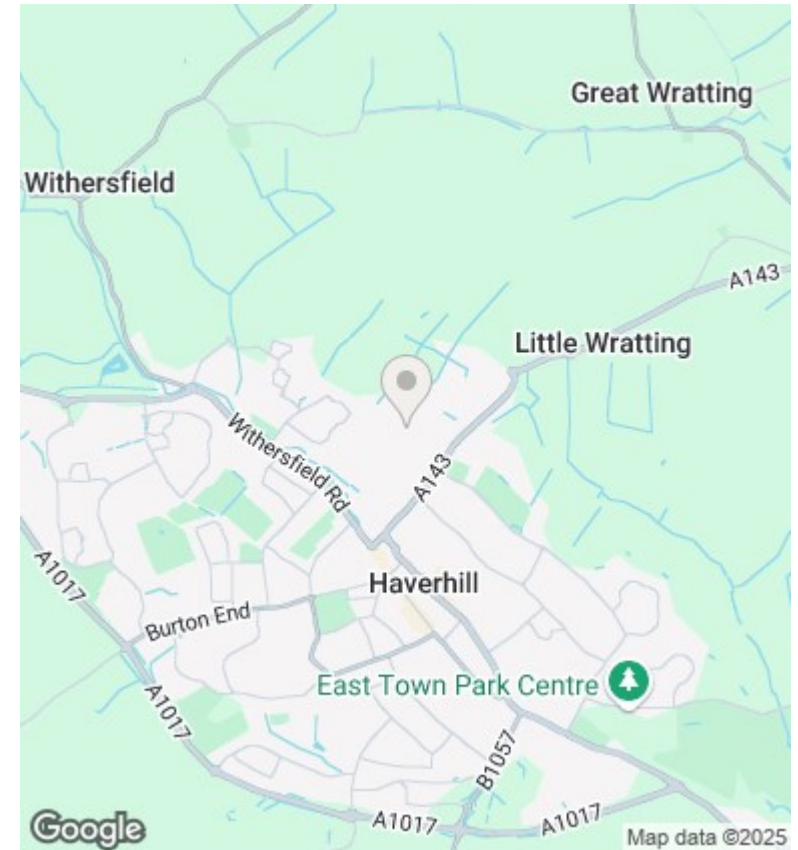 Great Wratting
Withersfield
A143
Little Wratting
Withersfield Rd
A143
A1017
Haverhill
Burton End
East Town Park Centre
A1017
B1057
A1017
A1017
Google
Map data ©2025